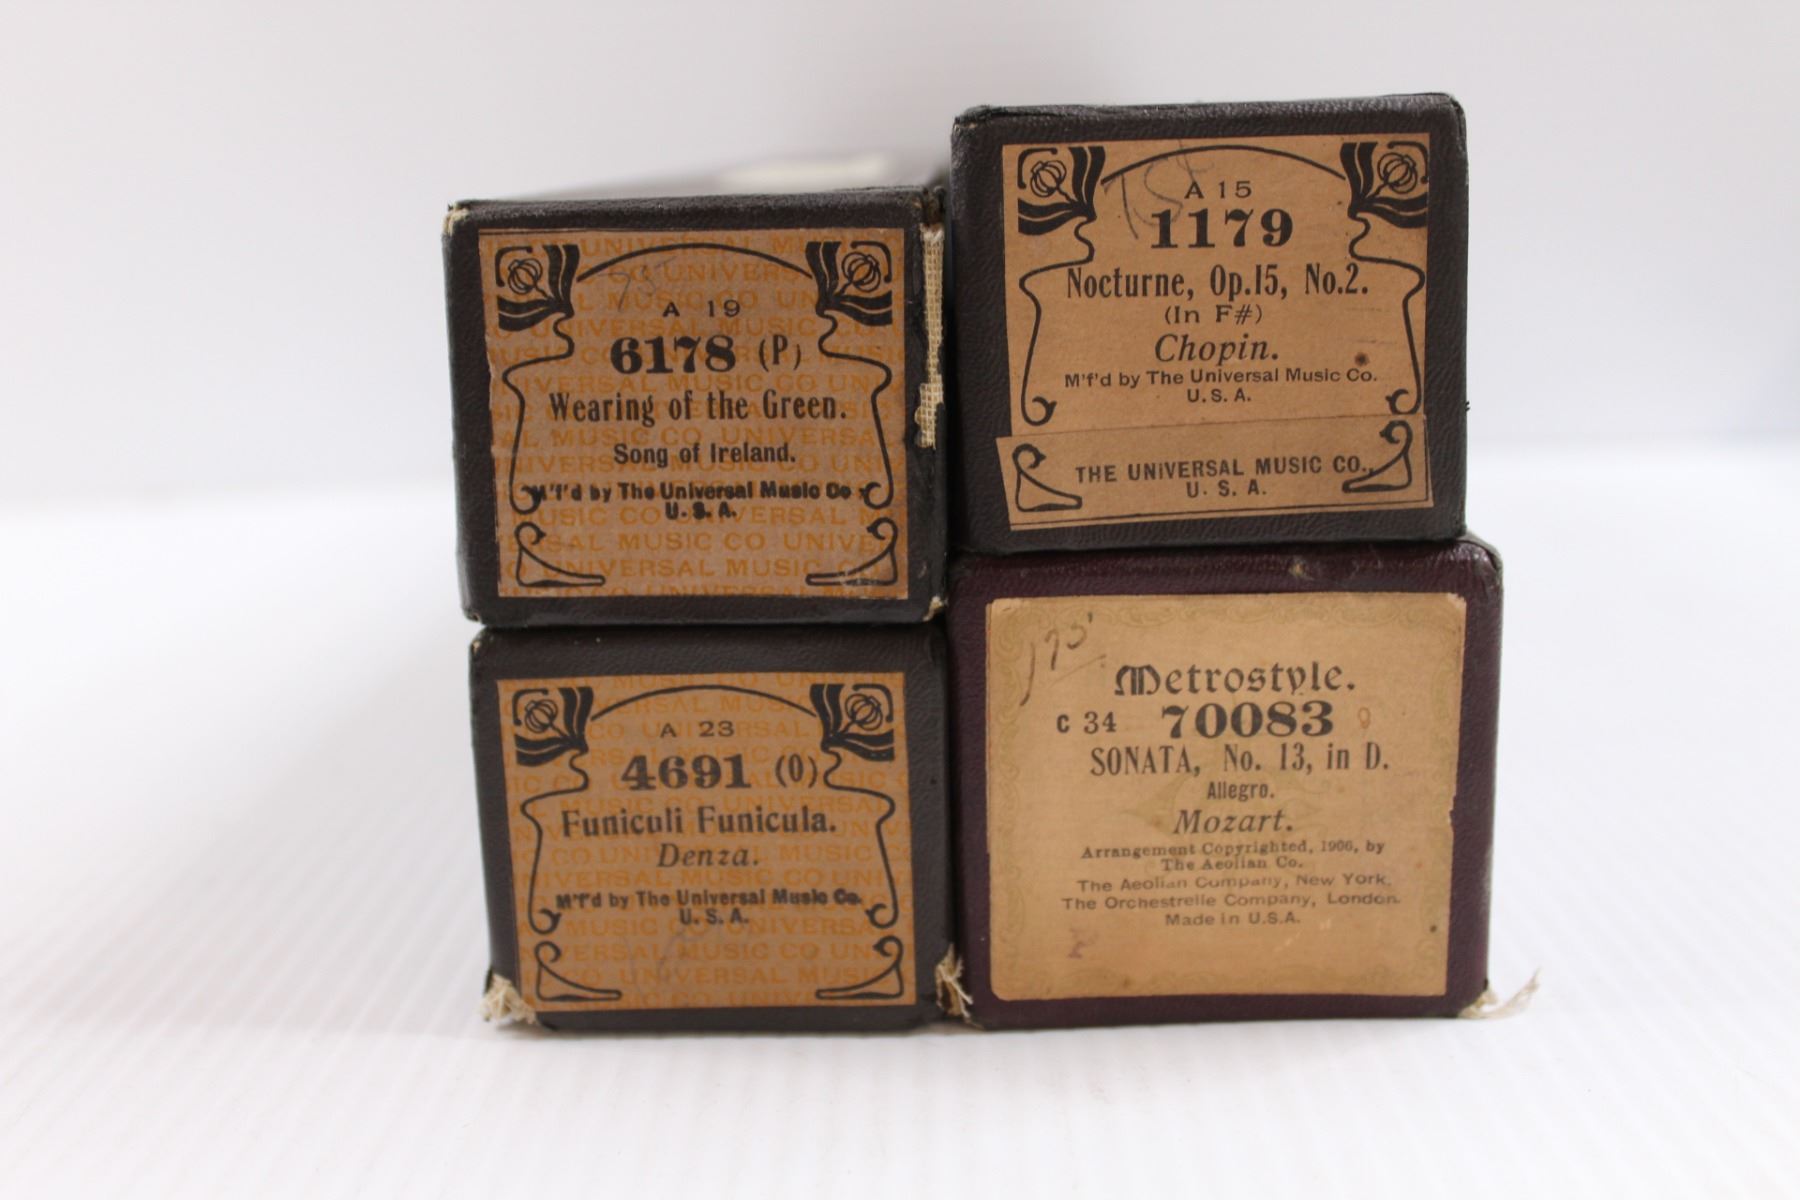 A 19
6178 (P)
Wearing of the Green.
Song of Ireland.
M'f'd by The Universal Music Co
U. S. A.
A 15
1179
Nocturne, Op.15, No.2.
(In F#)
Chopin.
M'f'd by The Universal Music Co.
U. S. A.
THE UNIVERSAL MUSIC CO.,
U. S. A.
A 23
4691 (O)
Funiculi Funicula.
Denza.
M'f'd by The Universal Music Co.
U. S. A.
Metrostyle.
C 34 70083
SONATA, No. 13, in D.
Allegro.
Mozart.
Arrangement Copyrighted, 1906, by
The Aeolian Co.
The Aeolian Company, New York.
The Orchestrelle Company, London.
Made in U.S.A.